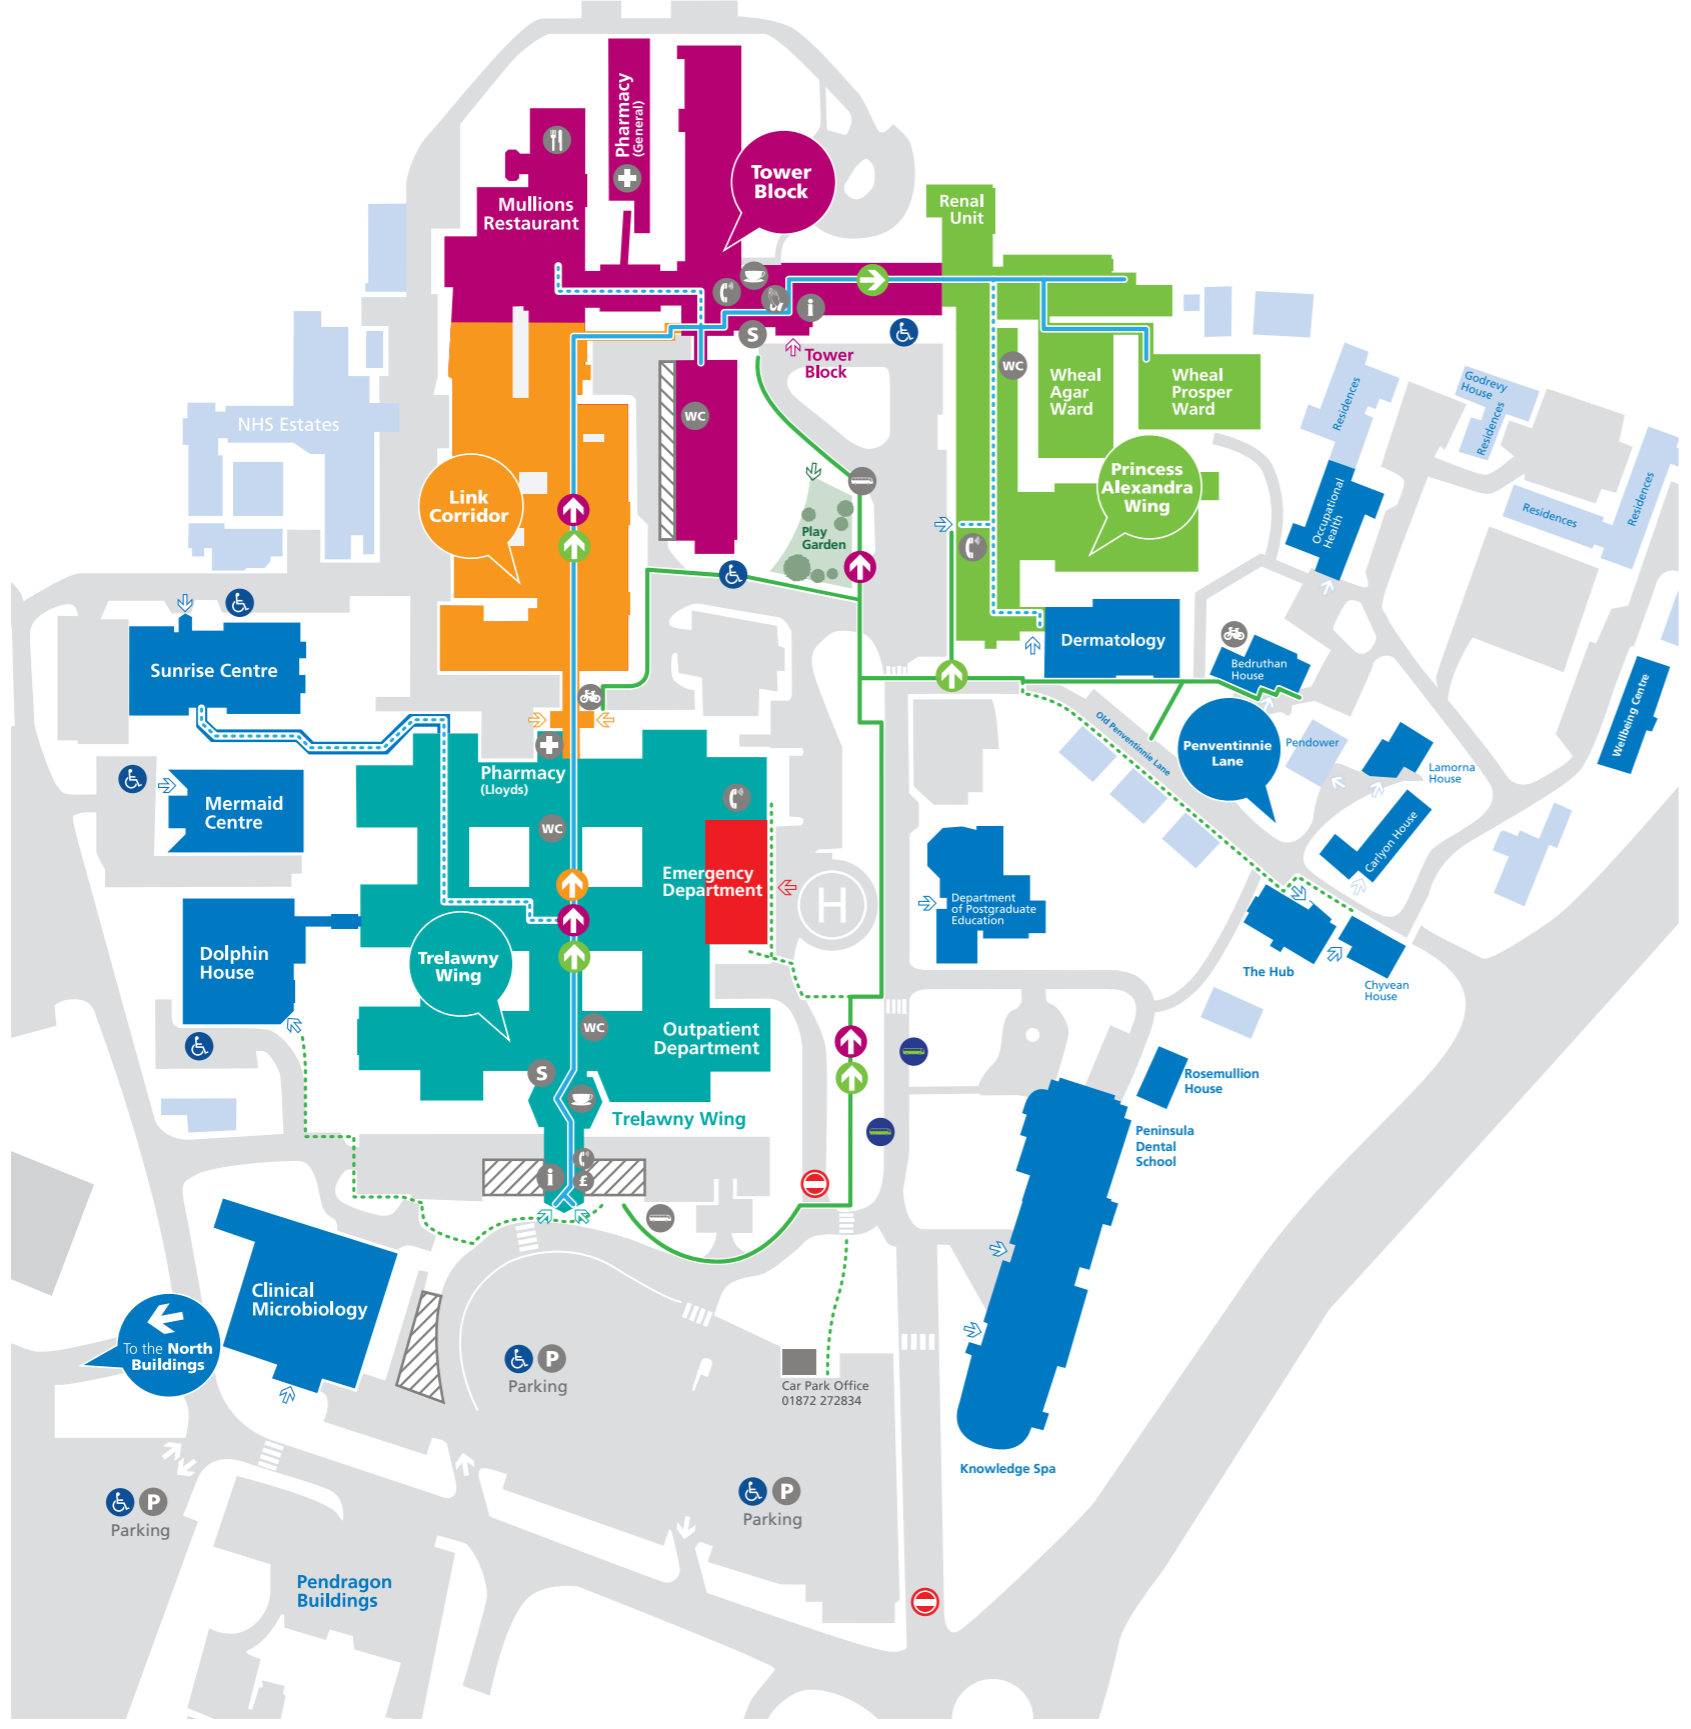 Pharmacy
(General)
Tower
Block
Mullions
Restaurant
Renal
Unit
i
S
Tower
Block
WC
Wheal
Agar
Ward
Wheal
Prosper
Ward
Residences
Godrevy
House
Residences
NHS Estates
WC
Link
Corridor
Princess
Alexandra
Wing
Occupational
Health
Residences
Residences
Play
Garden
Sunrise Centre
Dermatology
Bedruthan
House
Wellbeing Centre
Old Penventinnie Lane
Penventinnie
Lane
Pendower
Lamorna
House
Pharmacy
(Lloyds)
Mermaid
Centre
WC
Carlyon House
Emergency
Department
H
Department
of Postgraduate
Education
Dolphin
House
Trelawny
Wing
The Hub
Chyvean
House
WC
Outpatient
Department
S
Rosemullion
House
Trelawny Wing
Peninsula
Dental
School
i
£
Clinical
Microbiology
To the North
Buildings
P
Parking
Car Park Office
01872 272834
Knowledge Spa
P
Parking
P
Parking
Pendragon
Buildings